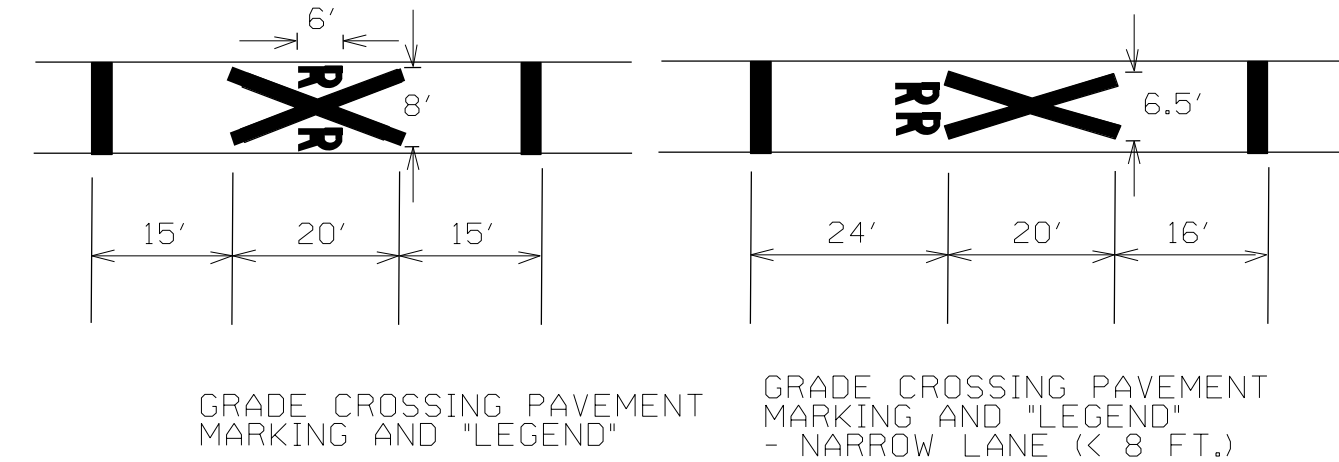 6′
R
R
8′
15′
20′
15′
GRADE CROSSING PAVEMENT
MARKING AND "LEGEND"
R
R
6.5′
24′
20′
16′
GRADE CROSSING PAVEMENT
MARKING AND "LEGEND"
- NARROW LANE (< 8 FT.)